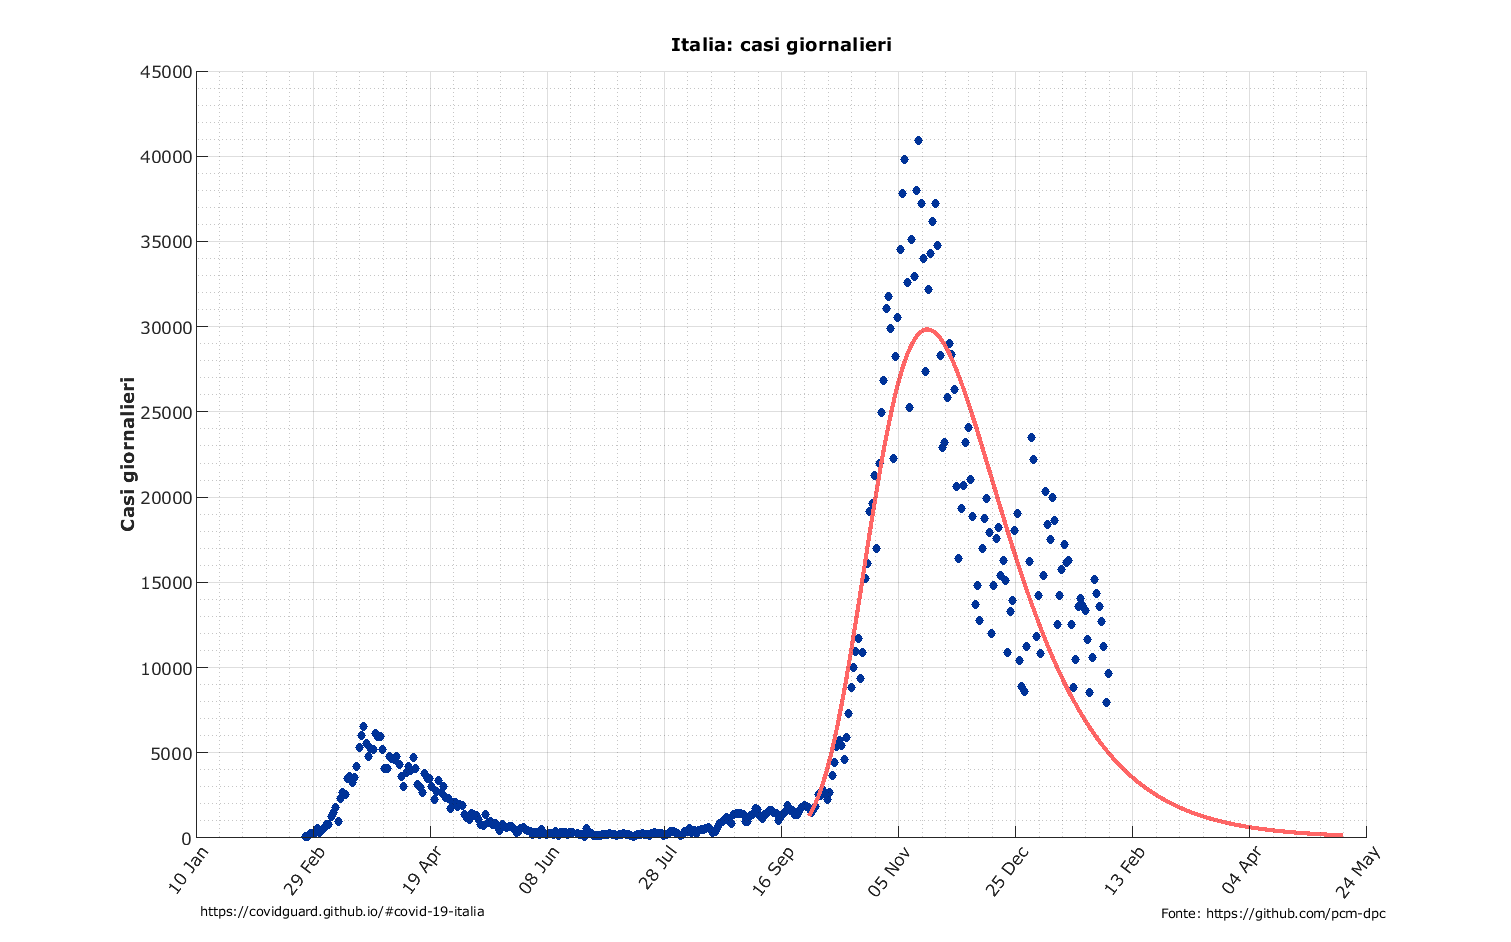 Italia: casi giornalieri
Casi giornalieri
45000
40000
35000
30000
25000
20000
15000
10000
5000
0
10 Jan
29 Feb
19 Apr
08 Jun
28 Jul
16 Sep
05 Nov
25 Dec
13 Feb
04 Apr
24 May
https://covidguard.github.io/#covid-19-italia
Fonte: https://github.com/pcm-dpc